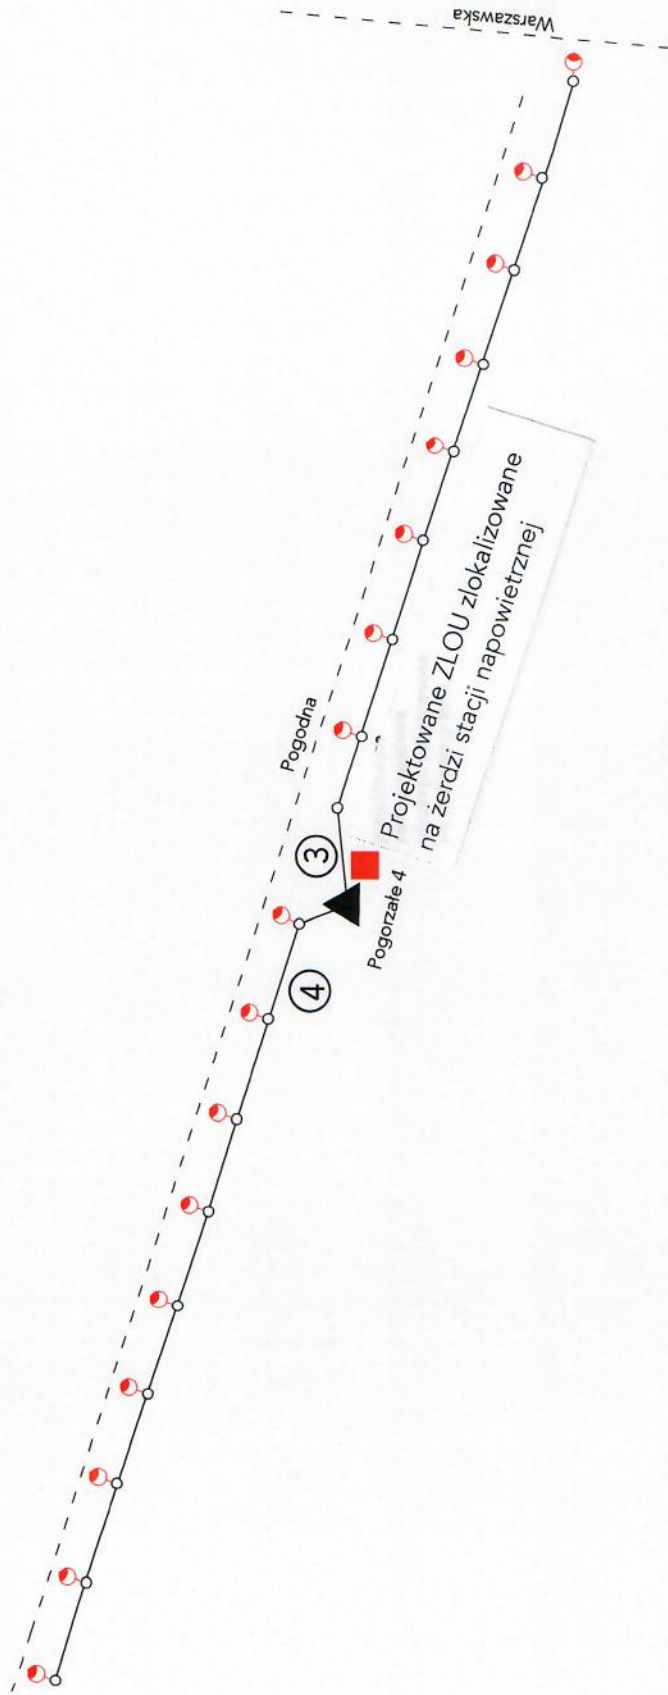 Warszawska
Pogodna
Projektowane ZLOU zlokalizowane
na żerdzi stacji napowietrznej
3
Pogorzałe 4
4